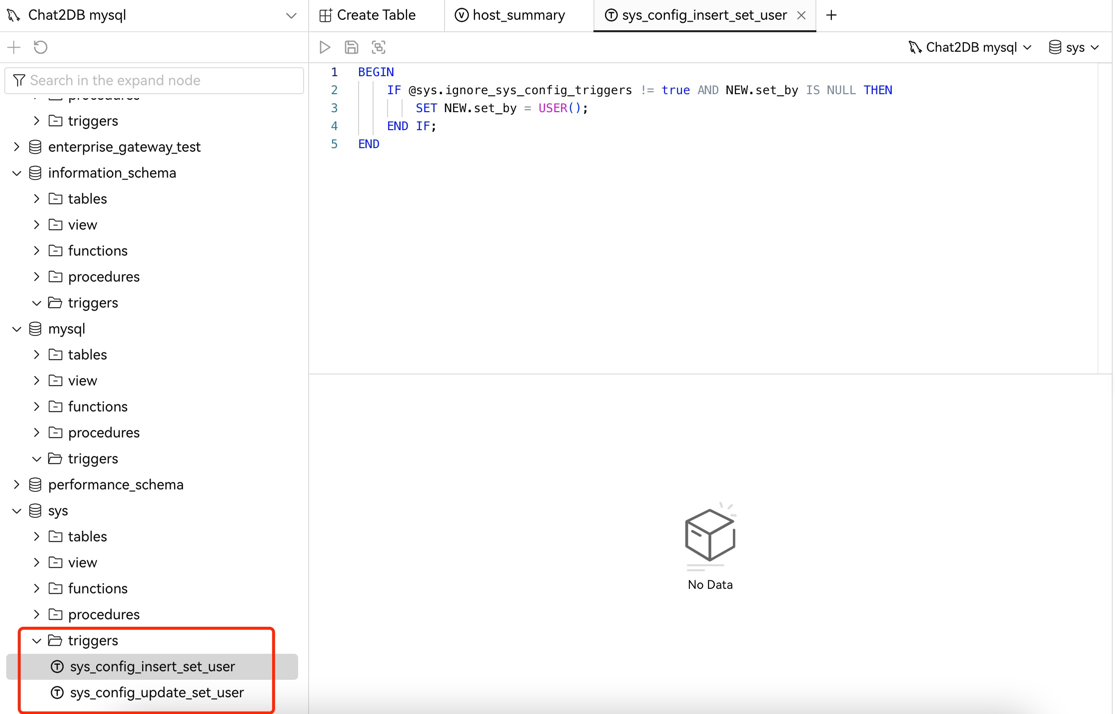 Chat2DB mysql
Create Table
host_summary
sys_config_insert_set_user
Search in the expand node
Chat2DB mysql
sys
procedures
triggers
enterprise_gateway_test
information_schema
tables
view
functions
procedures
triggers
mysql
tables
view
functions
procedures
triggers
performance_schema
sys
tables
view
functions
procedures
triggers
sys_config_insert_set_user
sys_config_update_set_user
1 BEGIN
2 IF @sys.ignore_sys_config_triggers != true AND NEW.set_by IS NULL THEN
3 SET NEW.set_by = USER();
4 END IF;
5 END
No Data